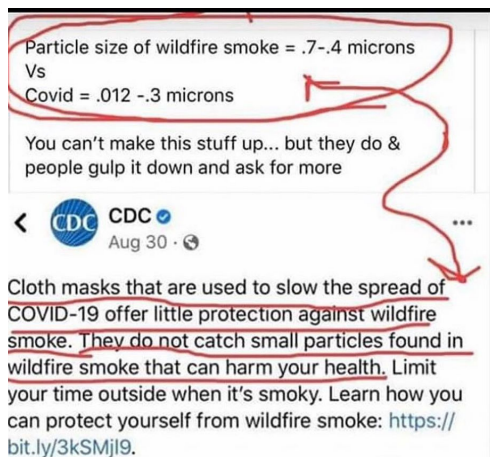 Particle size of wildfire smoke = .7-.4 microns
Vs
Covid = .012 -.3 microns
You can't make this stuff up... but they do &
people gulp it down and ask for more
CDC CDC
Aug 30 ·
Cloth masks that are used to slow the spread of
COVID-19 offer little protection against wildfire
smoke. They do not catch small particles found in
wildfire smoke that can harm your health. Limit
your time outside when it's smoky. Learn how you
can protect yourself from wildfire smoke: https://
bit.ly/3kSMjl9.